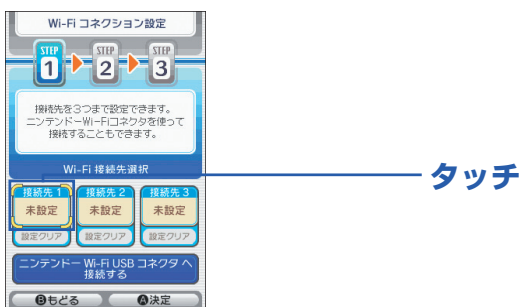 Wi-Fi コネクション設定
STEP 1
STEP 2
STEP 3
接続先を3つまで設定できます。
ニンテンドーWi-Fiコネクタを使って
接続することもできます。
Wi-Fi 接続先選択
接続先 1
接続先 2
接続先 3
未設定
未設定
未設定
設定クリア
設定クリア
設定クリア
ニンテンドー Wi-Fi USB コネクタ へ
接続する
Bもどる
A決定
タッチ